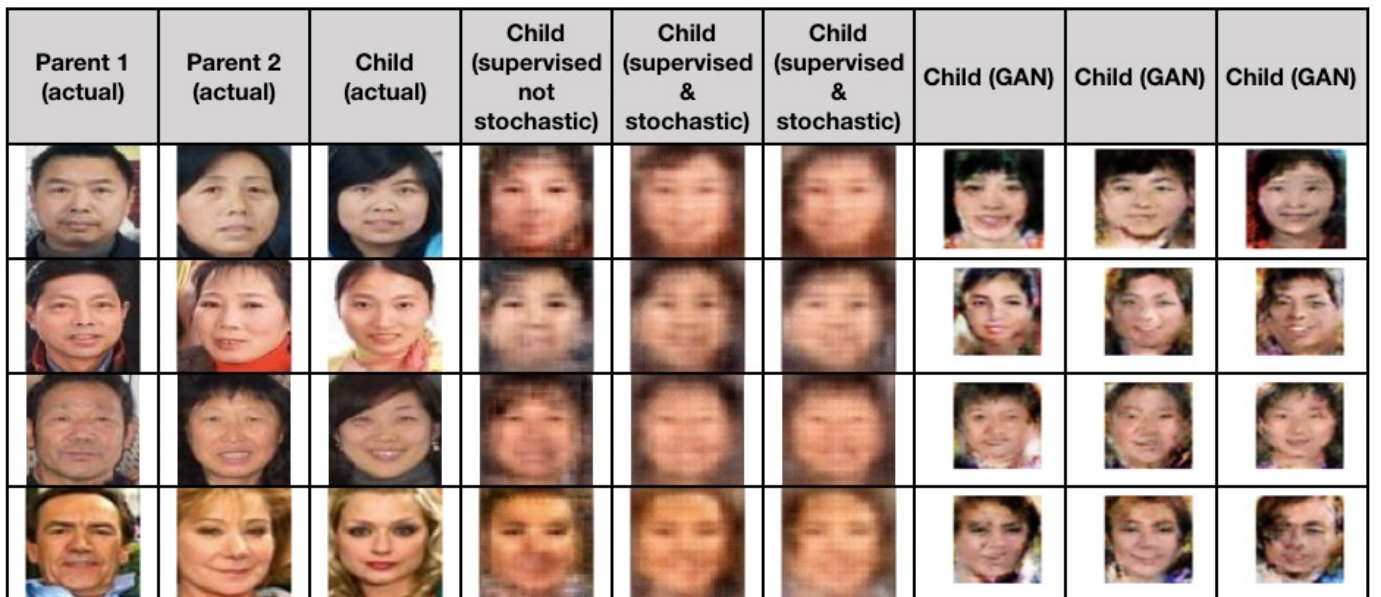 Parent 1
(actual)
Parent 2
(actual)
Child
(actual)
Child
(supervised
not
stochastic)
Child
(supervised
&
stochastic)
Child
(supervised
&
stochastic)
Child (GAN)
Child (GAN)
Child (GAN)